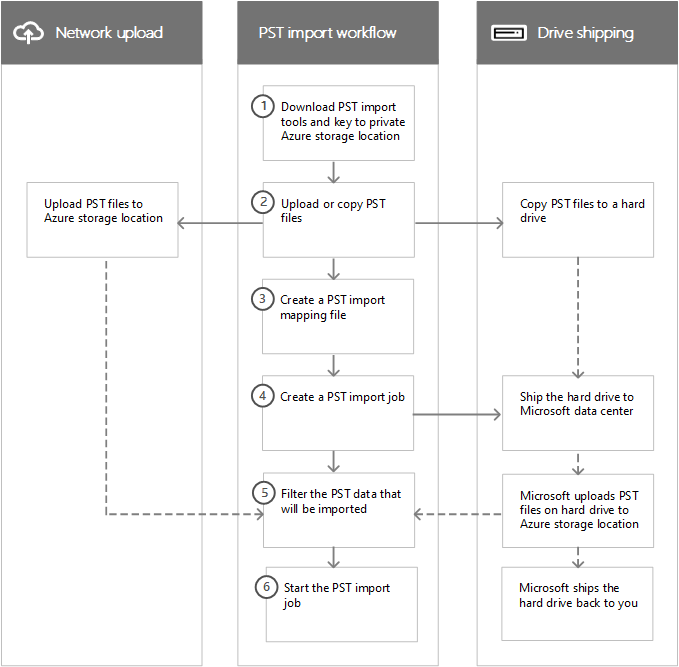 Network upload
PST import workflow
Drive shipping
1
Download PST import
tools and key to private
Azure storage location
Upload PST files to
Azure storage location
2
Upload or copy PST
files
Copy PST files to a hard
drive
3
Create a PST import
mapping file
4
Create a PST import job
Ship the hard drive to
Microsoft data center
5
Filter the PST data that
will be imported
Microsoft uploads PST
files on hard drive to
Azure storage location
6
Start the PST import
job
Microsoft ships the
hard drive back to you